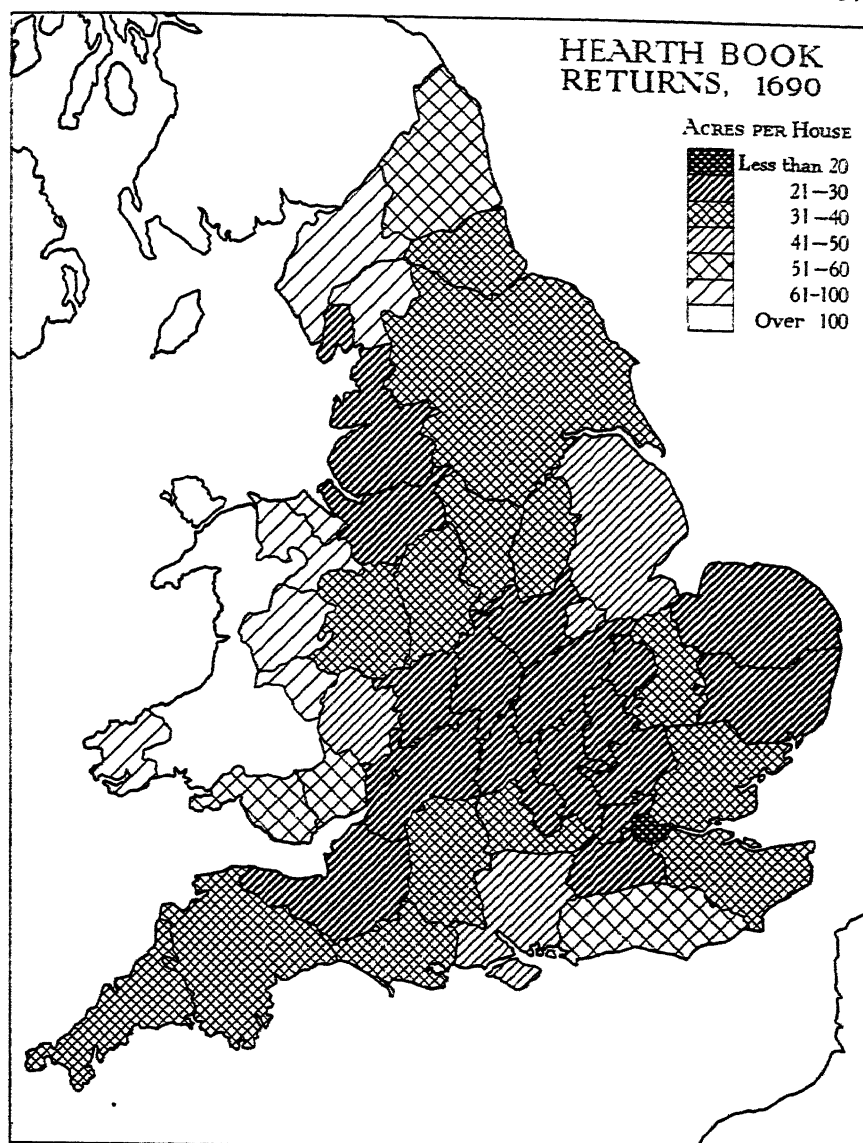 HEARTH BOOK
RETURNS, 1690
ACRES PER HOUSE
Less than 20
21–30
31–40
41–50
51–60
61-100
Over 100